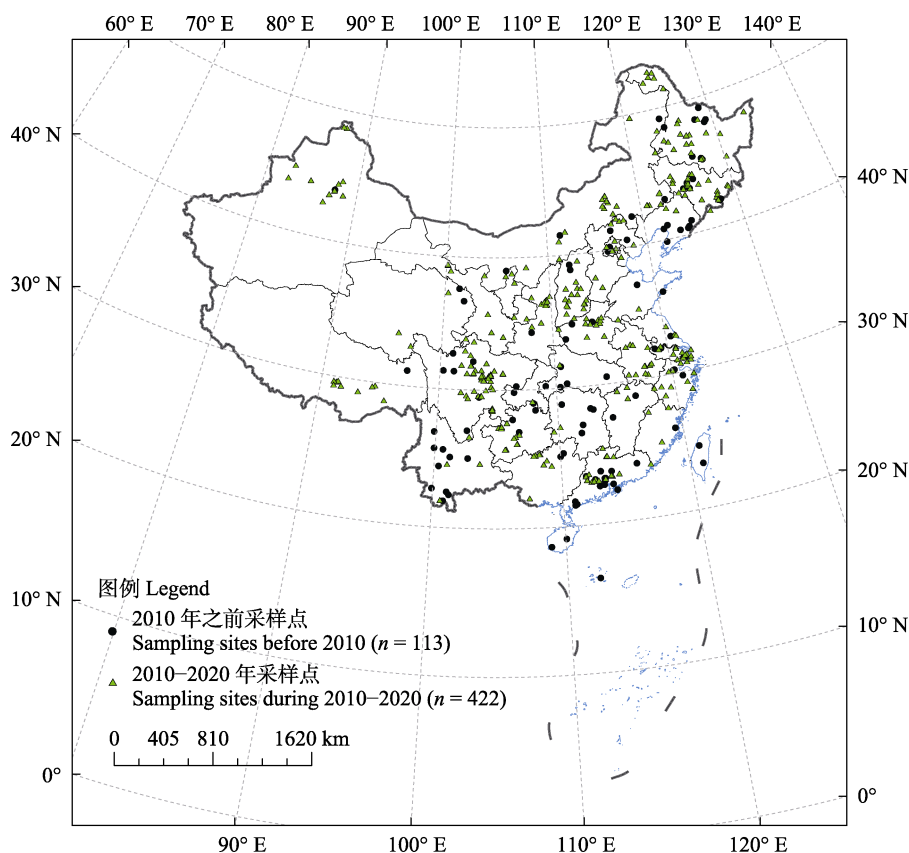 60° E 70° E 80° E 90° E 100° E 110° E 120° E 130° E 140° E
40° N
40° N
30° N
30° N
20° N
20° N
10° N
10° N
0°
0°
图例 Legend
2010 年之前采样点
Sampling sites before 2010 (n = 113)
2010−2020 年采样点
Sampling sites during 2010−2020 (n = 422)
0 405 810 1620 km
90° E 100° E 110° E 120° E